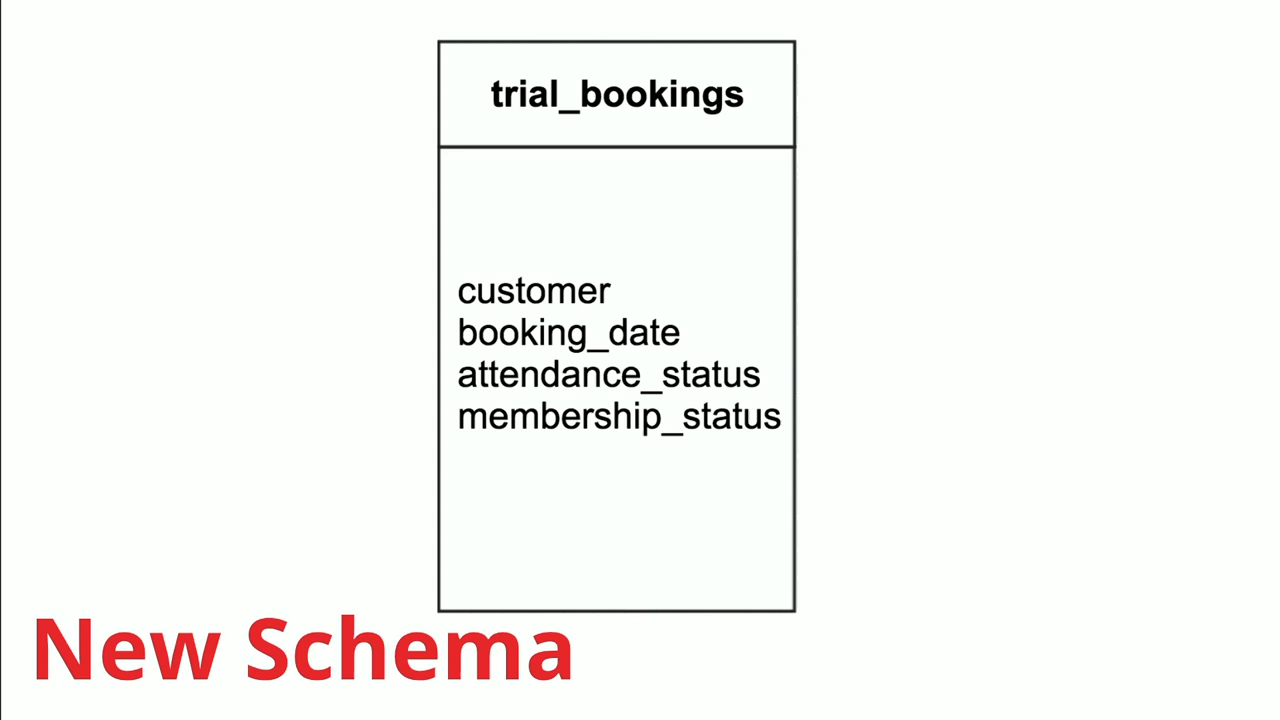 trial_bookings
customer
booking_date
attendance_status
membership_status
New Schema